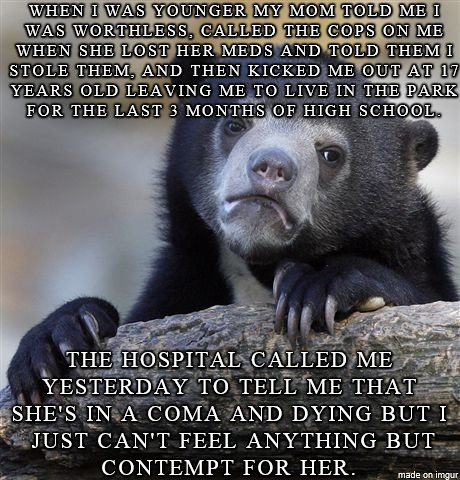 WHEN I WAS YOUNGER MY MOM TOLD ME I
WAS WORTHLESS, CALLED THE COPS ON ME
WHEN SHE LOST HER MEDS AND TOLD THEM I
STOLE THEM, AND THEN KICKED ME OUT AT 17
YEARS OLD LEAVING ME TO LIVE IN THE PARK
FOR THE LAST 3 MONTHS OF HIGH SCHOOL.
THE HOSPITAL CALLED ME
YESTERDAY TO TELL ME THAT
SHE'S IN A COMA AND DYING BUT I
JUST CAN'T FEEL ANYTHING BUT
CONTEMPT FOR HER.
made on imgur